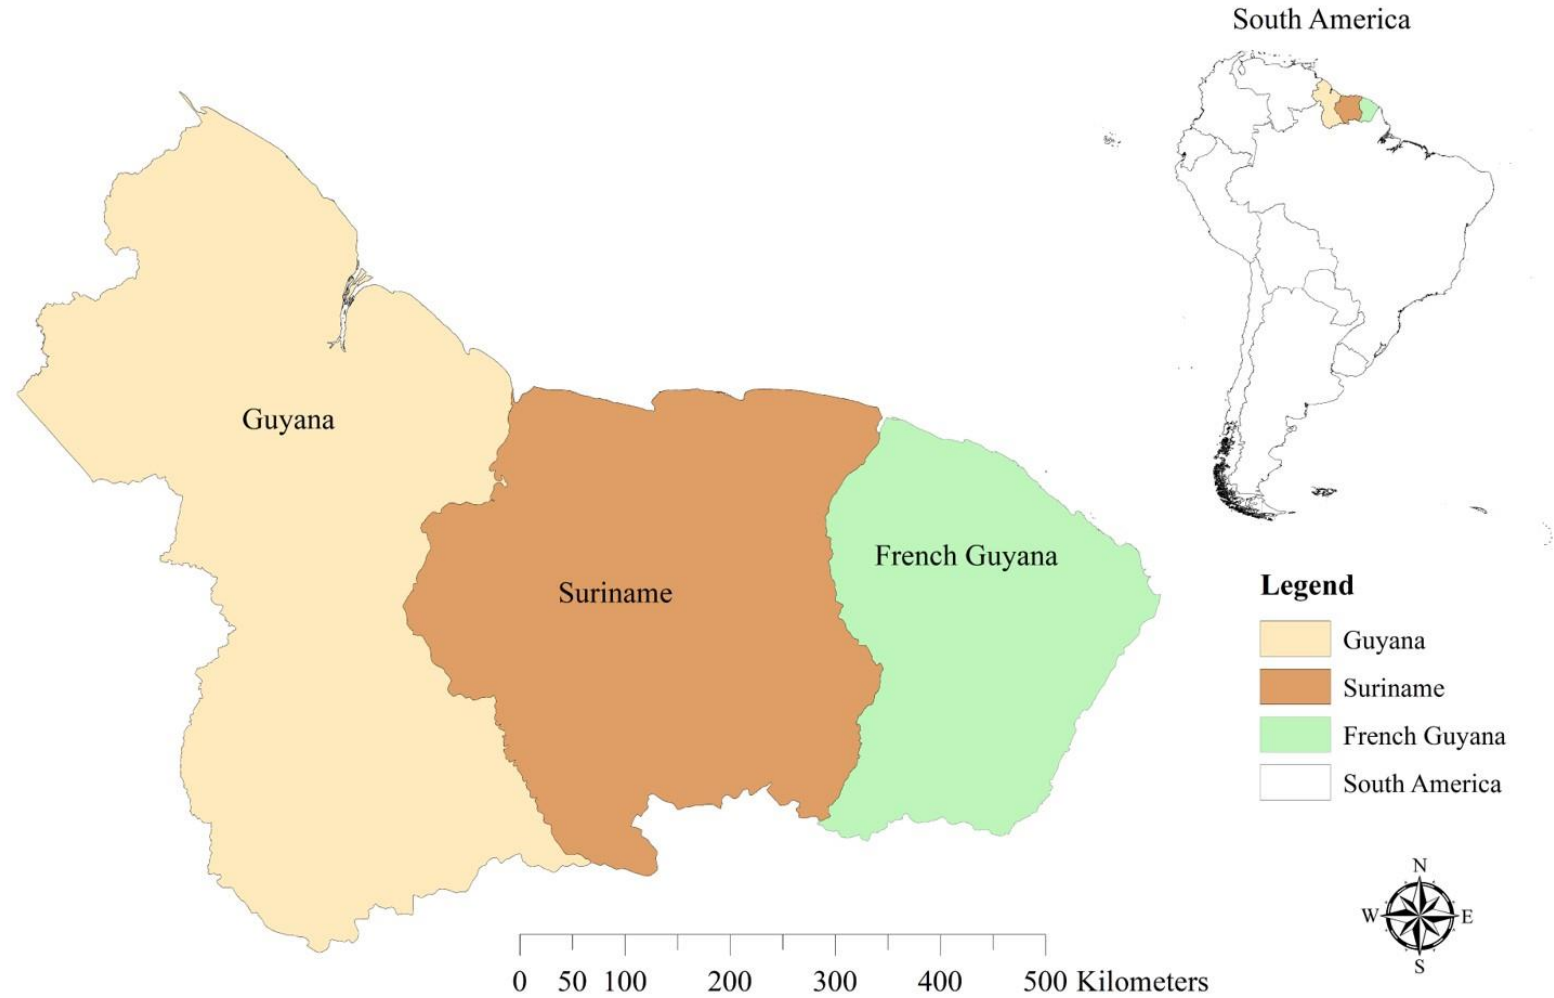 South America
Guyana
Suriname
French Guyana
Legend
Guyana
Suriname
French Guyana
South America
N
W E
S
0 50 100 200 300 400 500 Kilometers